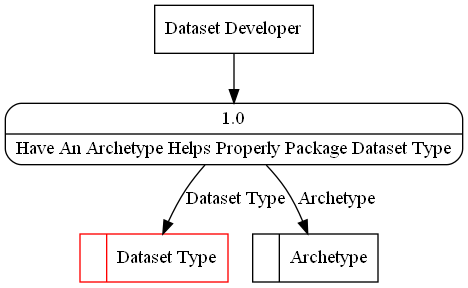 Dataset Developer
1.0
Have An Archetype Helps Properly Package Dataset Type
Dataset Type
Archetype
Dataset Type
Archetype